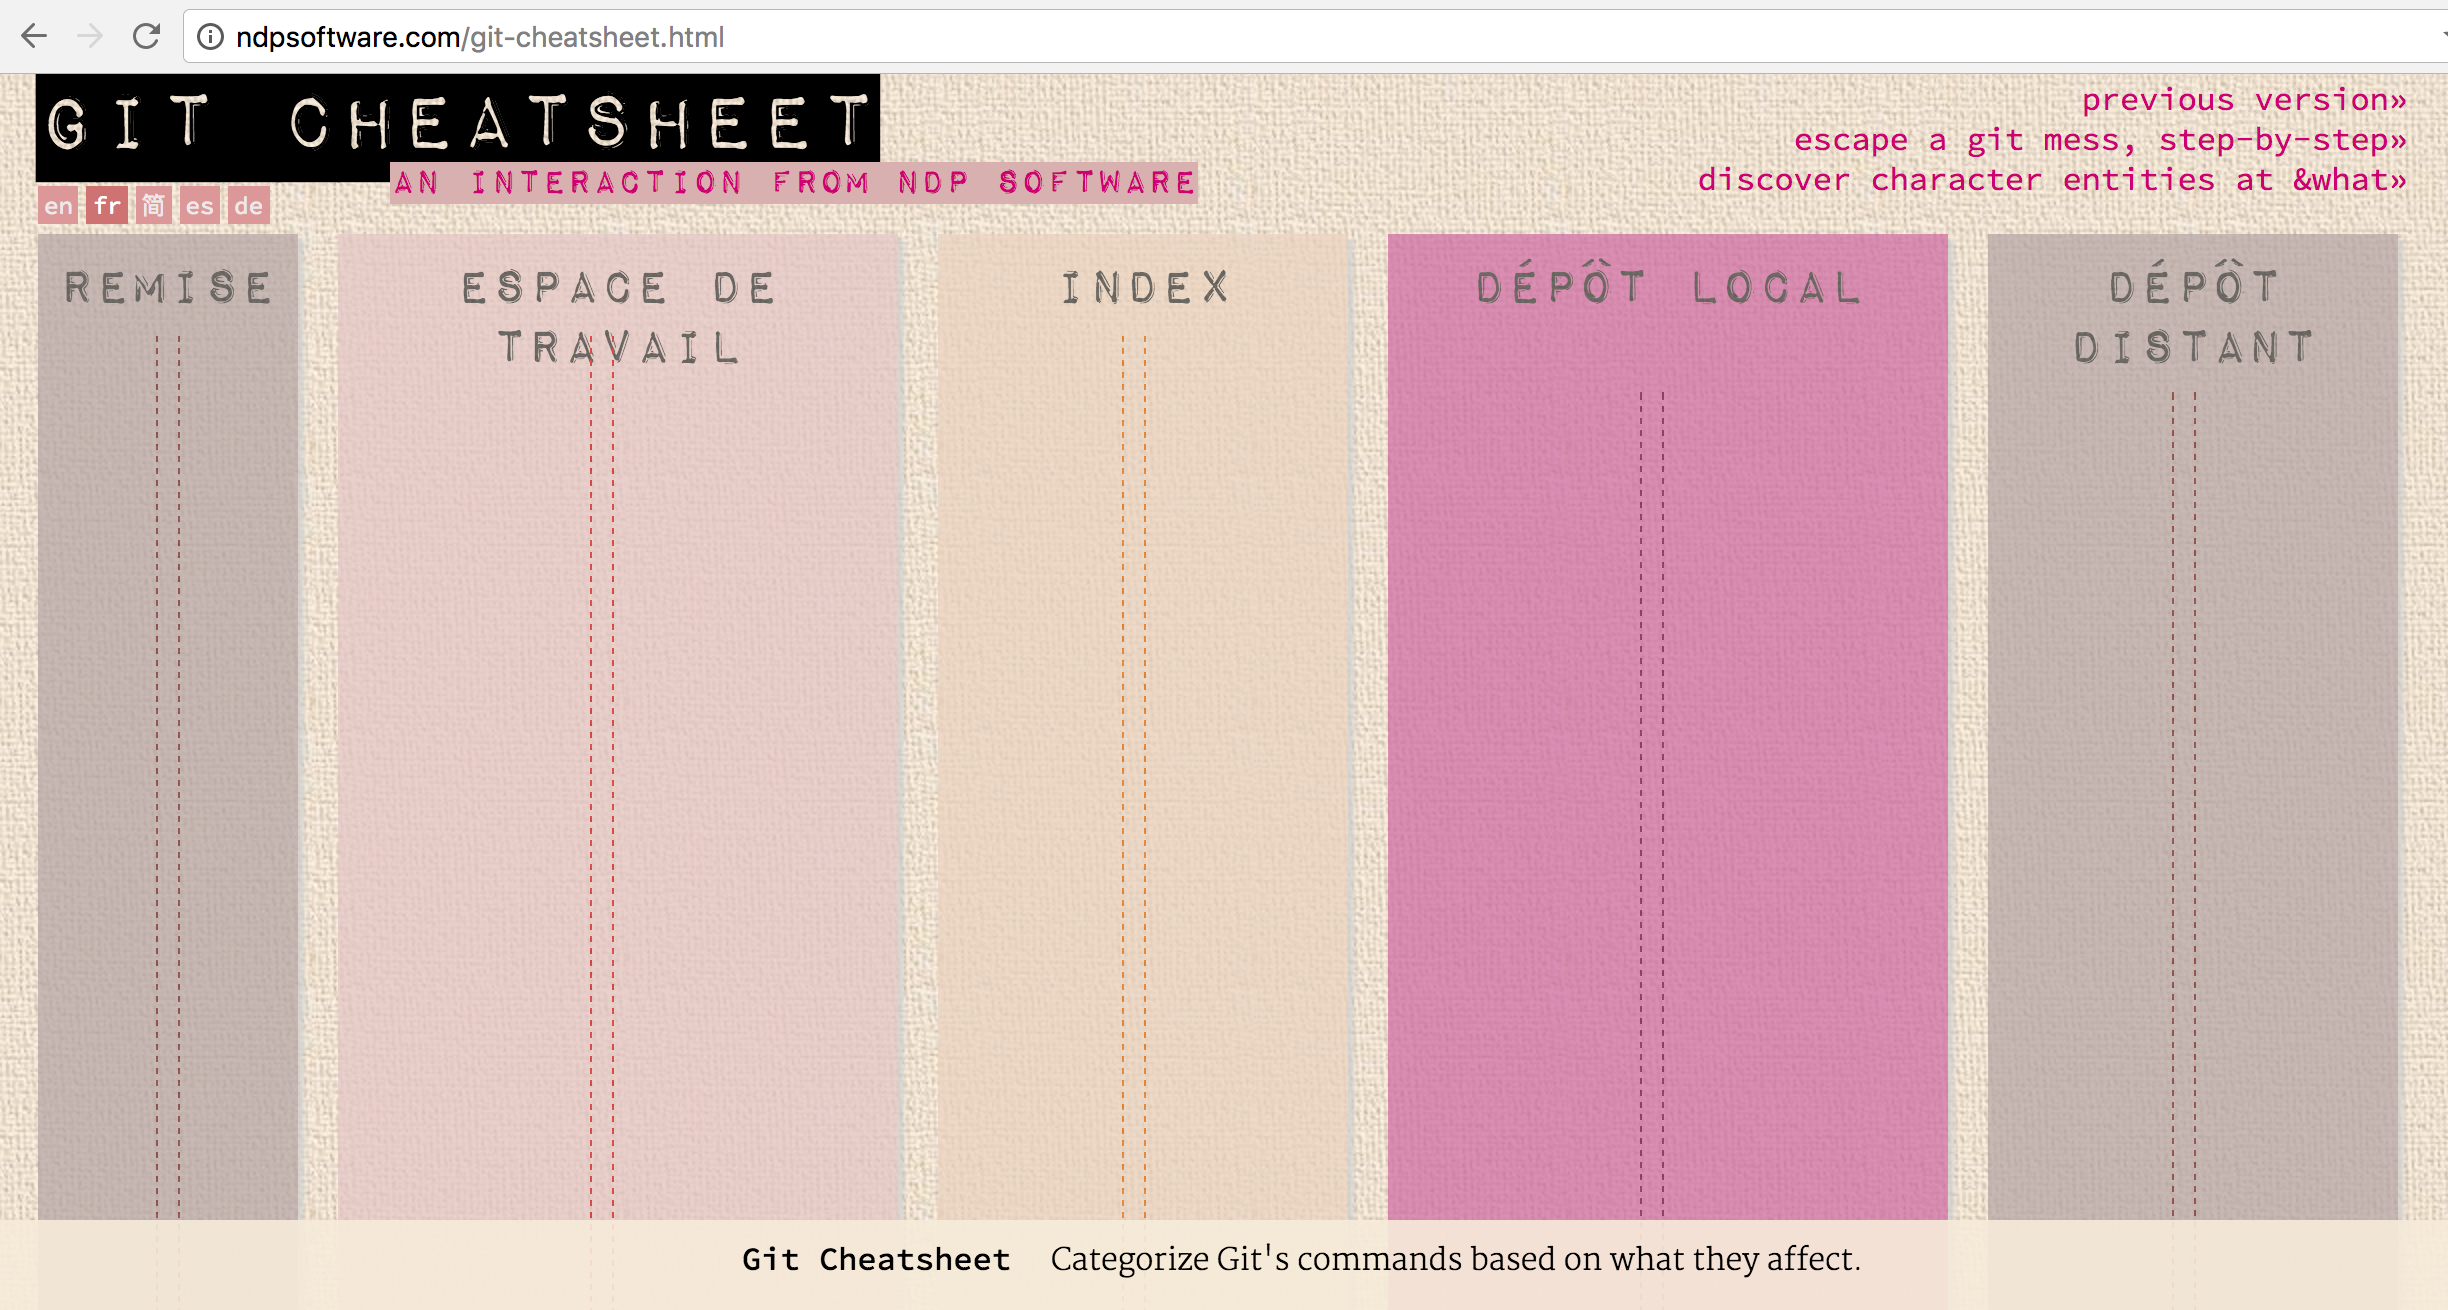 ndpsoftware.com/git-cheatsheet.html
GIT CHEATSHEET
AN INTERACTION FROM NDP SOFTWARE
previous version»
escape a git mess, step-by-step»
discover character entities at &what»
en fr 简 es de
REMISE
ESPACE DE
TRAVAIL
INDEX
DÉPÔT LOCAL
DÉPÔT
DISTANT
Git Cheatsheet Categorize Git's commands based on what they affect.